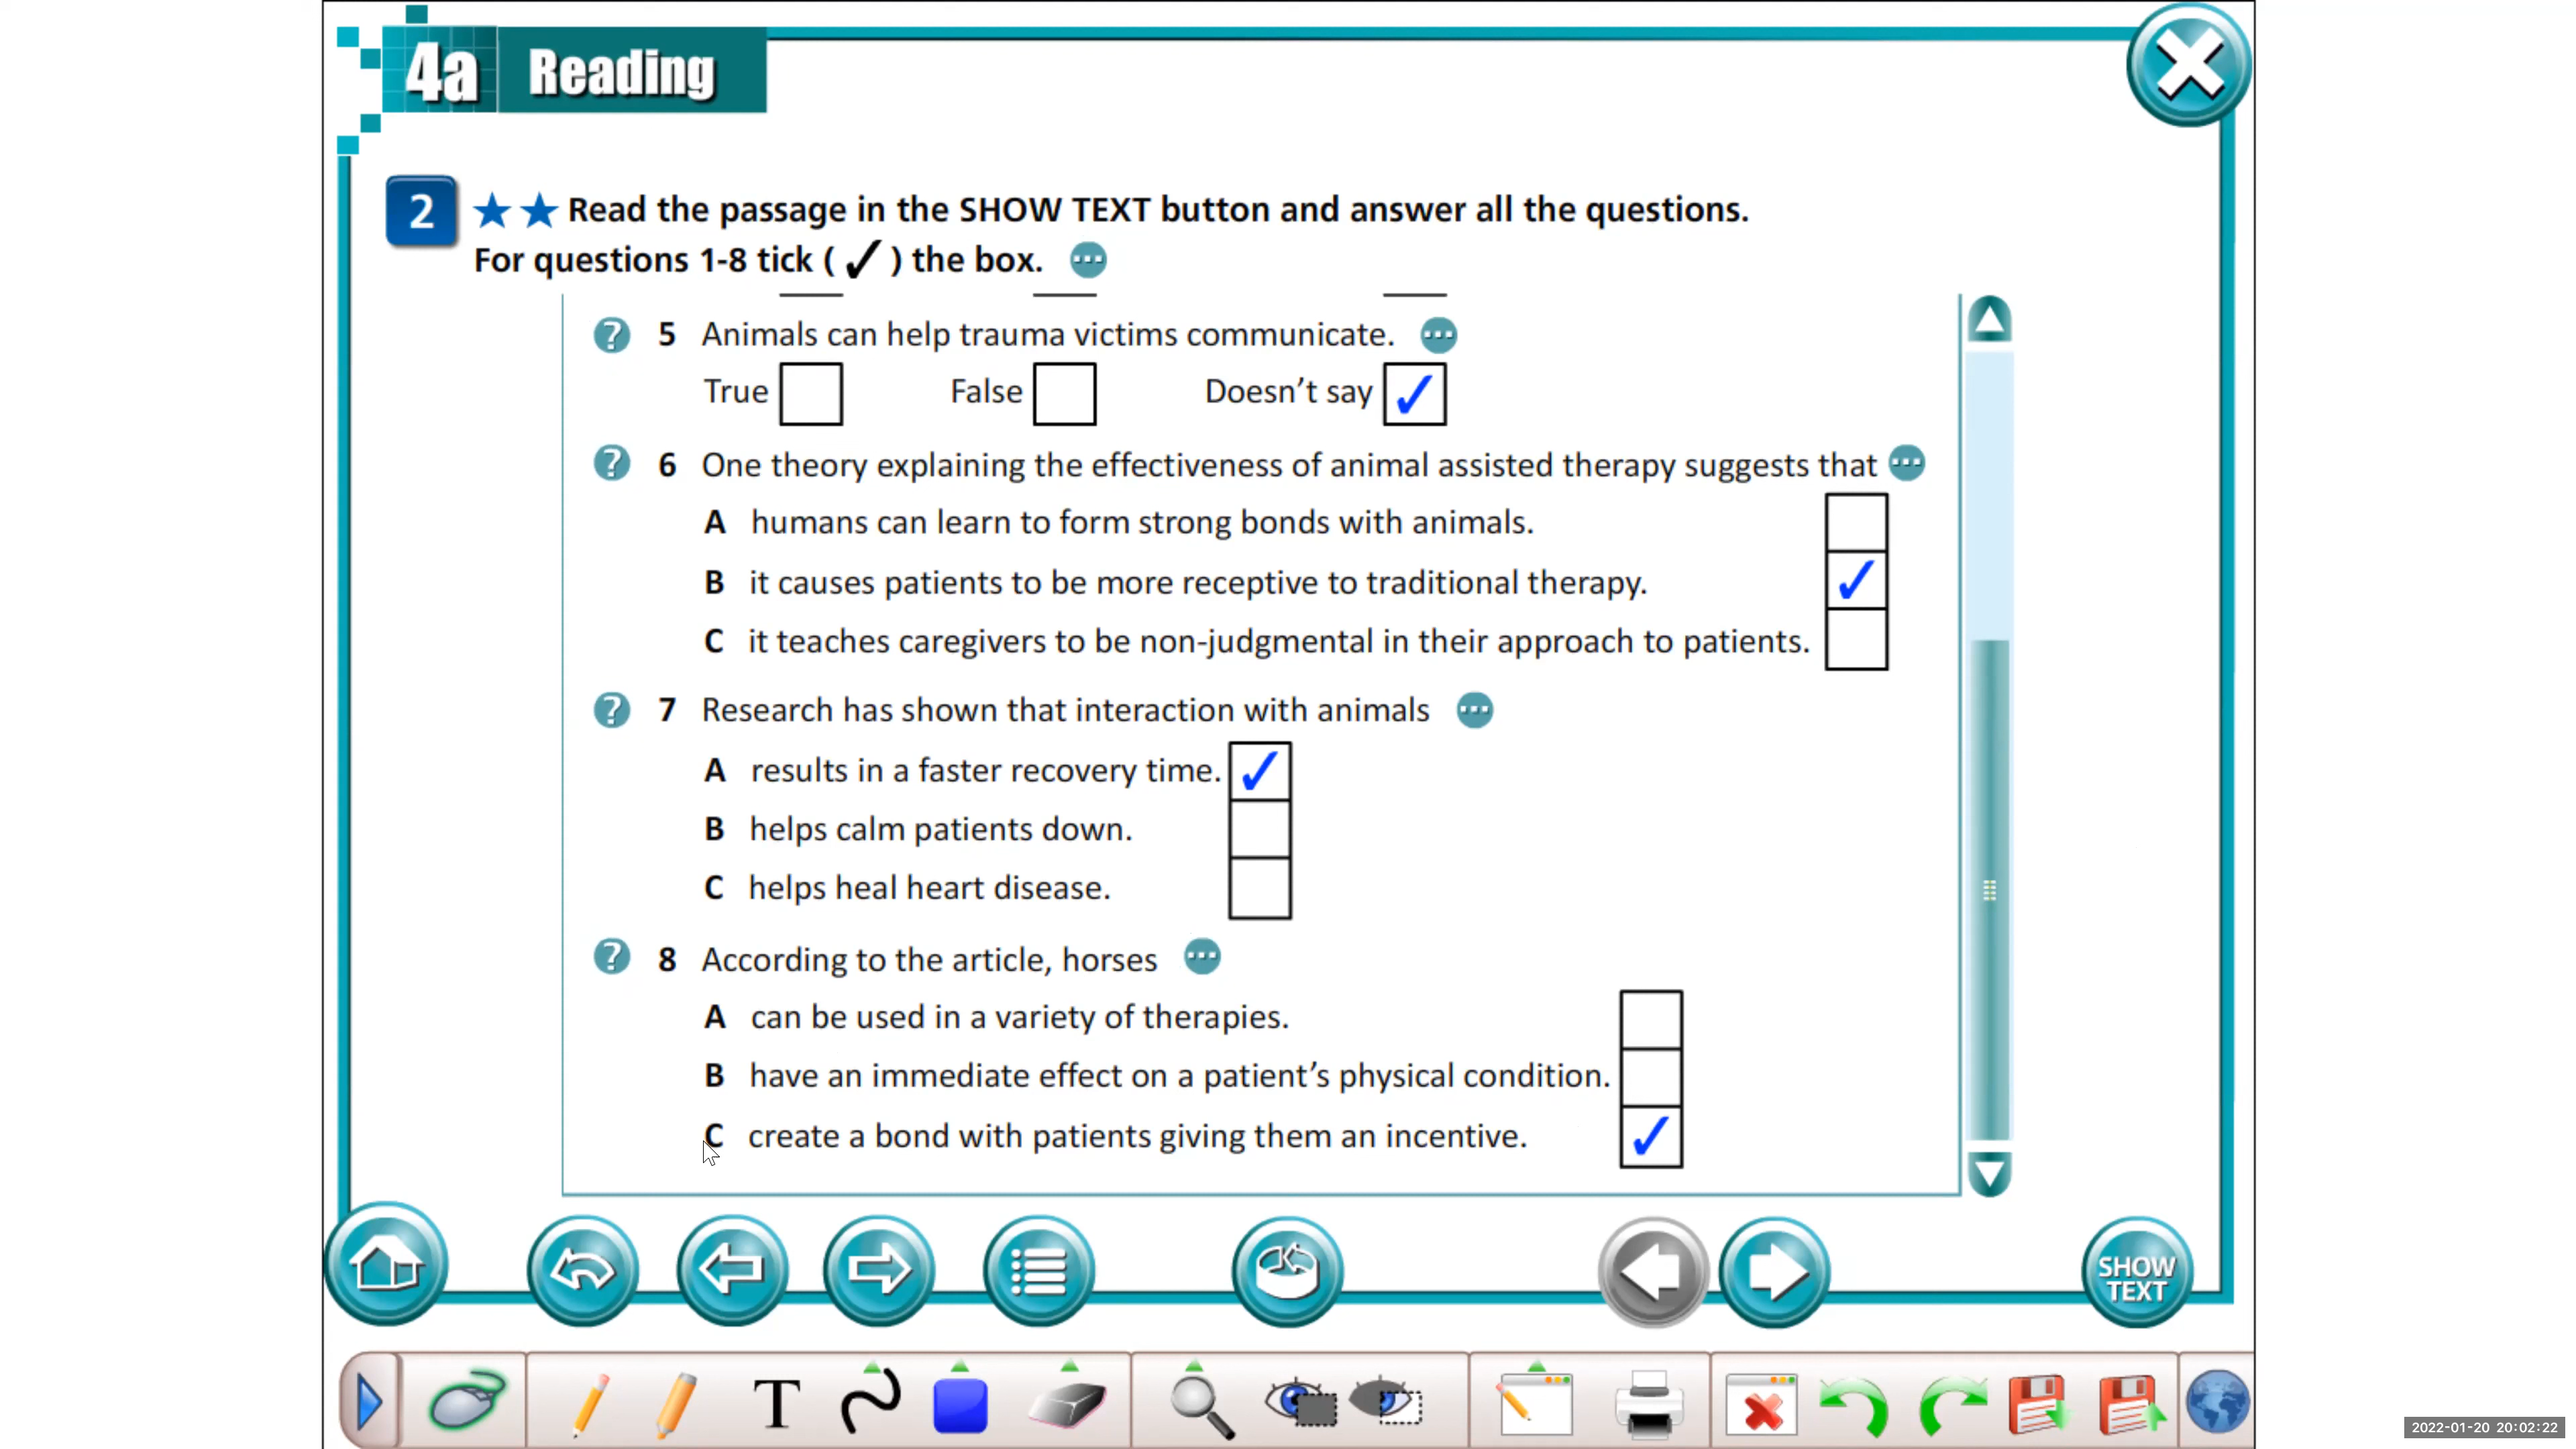 4a Reading
2 ★★ Read the passage in the SHOW TEXT button and answer all the questions.
For questions 1-8 tick ( ✓ ) the box.
5 Animals can help trauma victims communicate.
True False Doesn't say ✓
6 One theory explaining the effectiveness of animal assisted therapy suggests that
A humans can learn to form strong bonds with animals.
B it causes patients to be more receptive to traditional therapy. ✓
C it teaches caregivers to be non-judgmental in their approach to patients.
7 Research has shown that interaction with animals
A results in a faster recovery time. ✓
B helps calm patients down.
C helps heal heart disease.
8 According to the article, horses
A can be used in a variety of therapies.
B have an immediate effect on a patient's physical condition.
C create a bond with patients giving them an incentive. ✓
SHOW
TEXT
T
2022-01-20 20:02:22